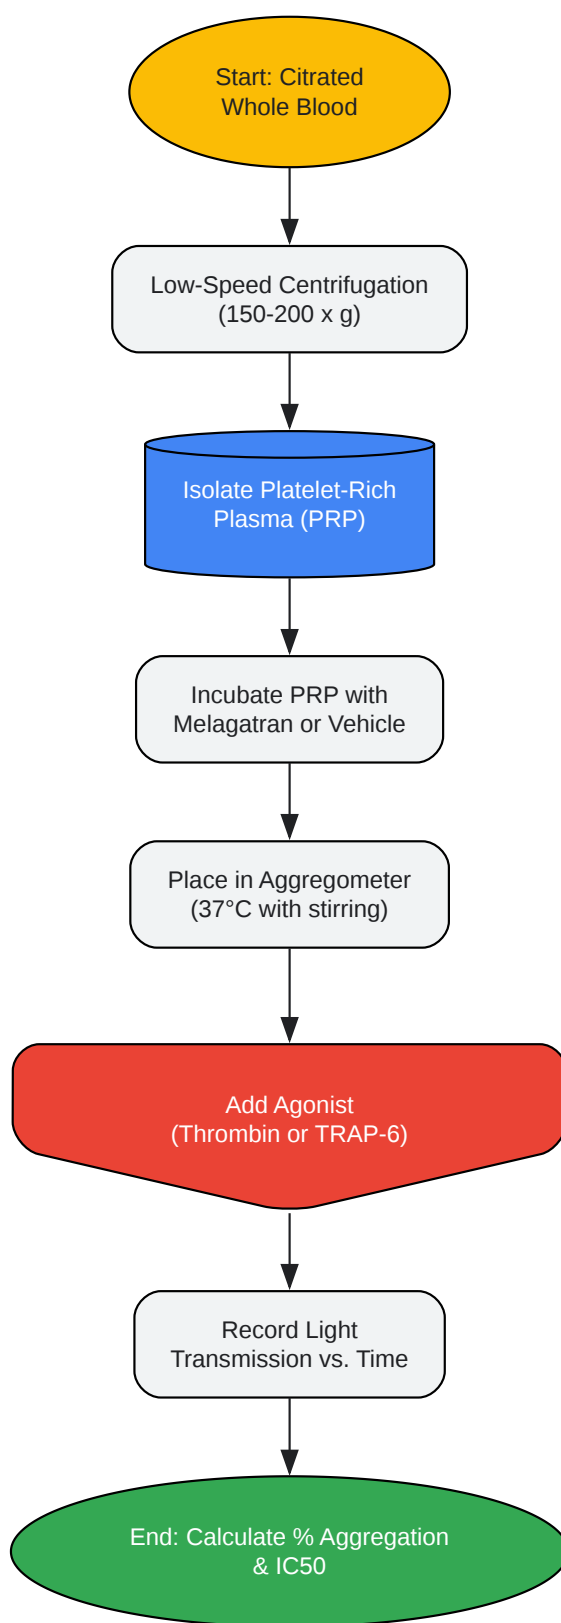 Start: Citrated
Whole Blood
Low-Speed Centrifugation
(150-200 x g)
Isolate Platelet-Rich
Plasma (PRP)
Incubate PRP with
Melagatran or Vehicle
Place in Aggregometer
(37°C with stirring)
Add Agonist
(Thrombin or TRAP-6)
Record Light
Transmission vs. Time
End: Calculate % Aggregation
& IC50